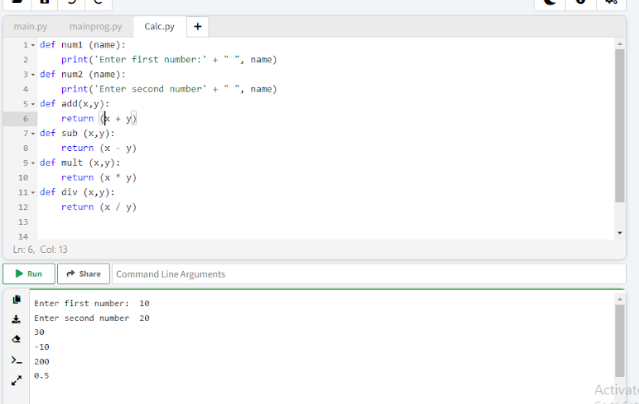 main.py mainprog.py Calc.py +
1 def num1 (name):
2 print('Enter first number:' + " ", name)
3 def num2 (name):
4 print('Enter second number' + " ", name)
5 def add(x,y):
6 return (x + y)
7 def sub (x,y):
8 return (x - y)
9 def mult (x,y):
10 return (x * y)
11 def div (x,y):
12 return (x / y)
13
14
Ln: 6, Col: 13
Run Share Command Line Arguments
Enter first number: 10
Enter second number 20
30
-10
200
0.5
Activat